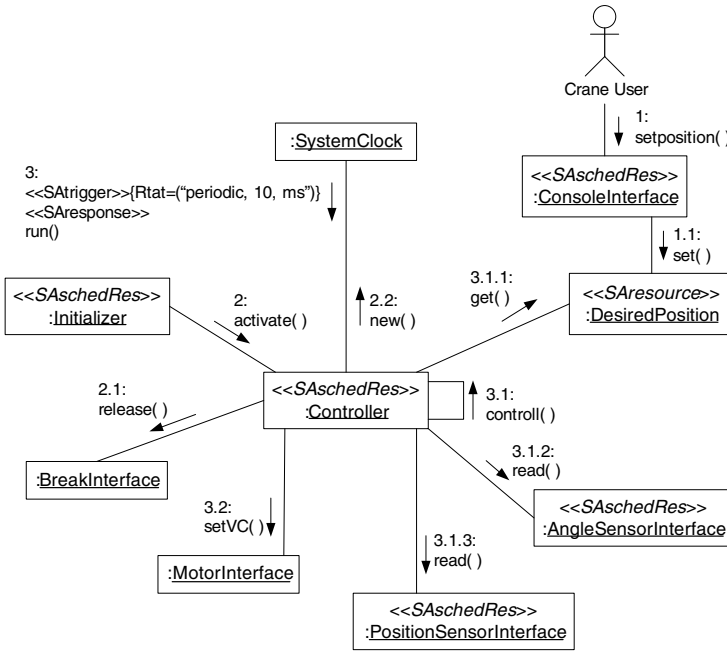 Crane User
1:
setposition( )
:SystemClock
3:
<<SAtrigger>>{Rtat=("periodic, 10, ms")}
<<SAresponse>>
run()
<<SAschedRes>>
:ConsoleInterface
1.1:
set( )
<<SAschedRes>>
:Initializer
2:
activate( )
2.2:
new( )
3.1.1:
get( )
<<SAresource>>
:DesiredPosition
2.1:
release( )
<<SAschedRes>>
:Controller
3.1:
controll( )
:BreakInterface
3.1.2:
read( )
3.2:
setVC( )
<<SAschedRes>>
:AngleSensorInterface
:MotorInterface
3.1.3:
read( )
<<SAschedRes>>
:PositionSensorInterface